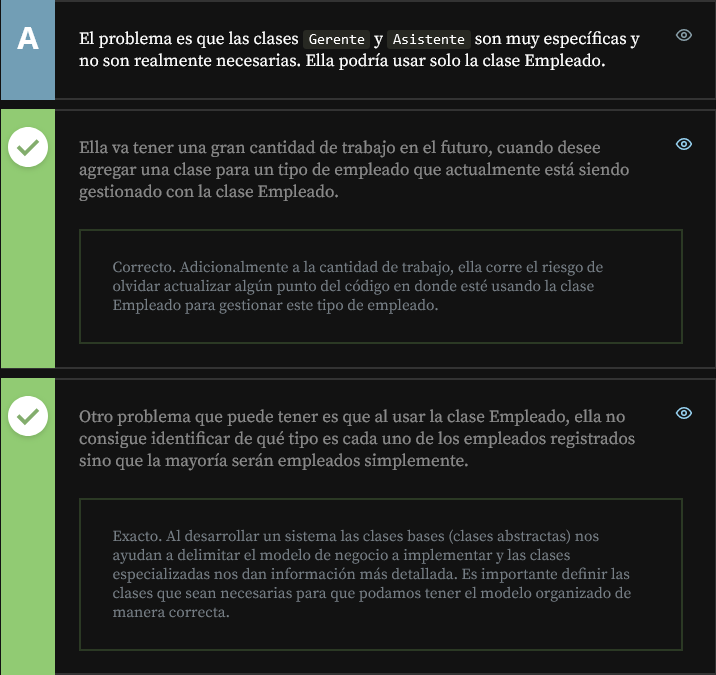 A
El problema es que las clases Gerente y Asistente son muy específicas y
no son realmente necesarias. Ella podría usar solo la clase Empleado.
Ella va tener una gran cantidad de trabajo en el futuro, cuando desee
agregar una clase para un tipo de empleado que actualmente está siendo
gestionado con la clase Empleado.
Correcto. Adicionalmente a la cantidad de trabajo, ella corre el riesgo de
olvidar actualizar algún punto del código en donde esté usando la clase
Empleado para gestionar este tipo de empleado.
Otro problema que puede tener es que al usar la clase Empleado, ella no
consigue identificar de qué tipo es cada uno de los empleados registrados
sino que la mayoría serán empleados simplemente.
Exacto. Al desarrollar un sistema las clases bases (clases abstractas) nos
ayudan a delimitar el modelo de negocio a implementar y las clases
especializadas nos dan información más detallada. Es importante definir las
clases que sean necesarias para que podamos tener el modelo organizado de
manera correcta.